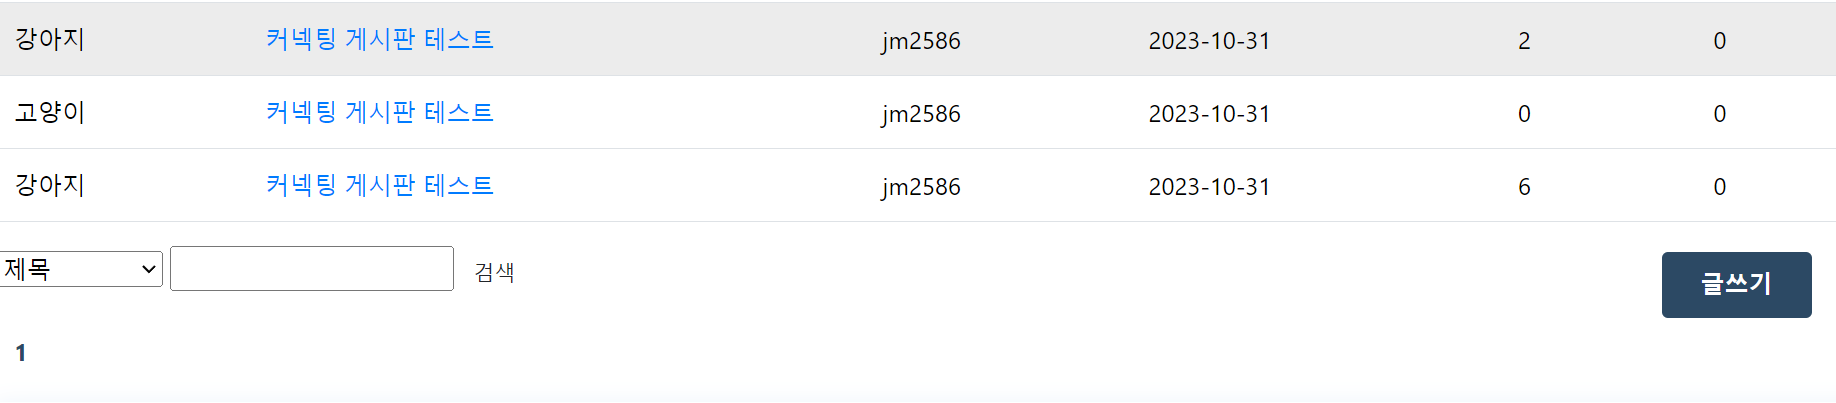 강아지 커넥팅 게시판 테스트 jm2586 2023-10-31 2 0
고양이 커넥팅 게시판 테스트 jm2586 2023-10-31 0 0
강아지 커넥팅 게시판 테스트 jm2586 2023-10-31 6 0
제목 검색 글쓰기
1